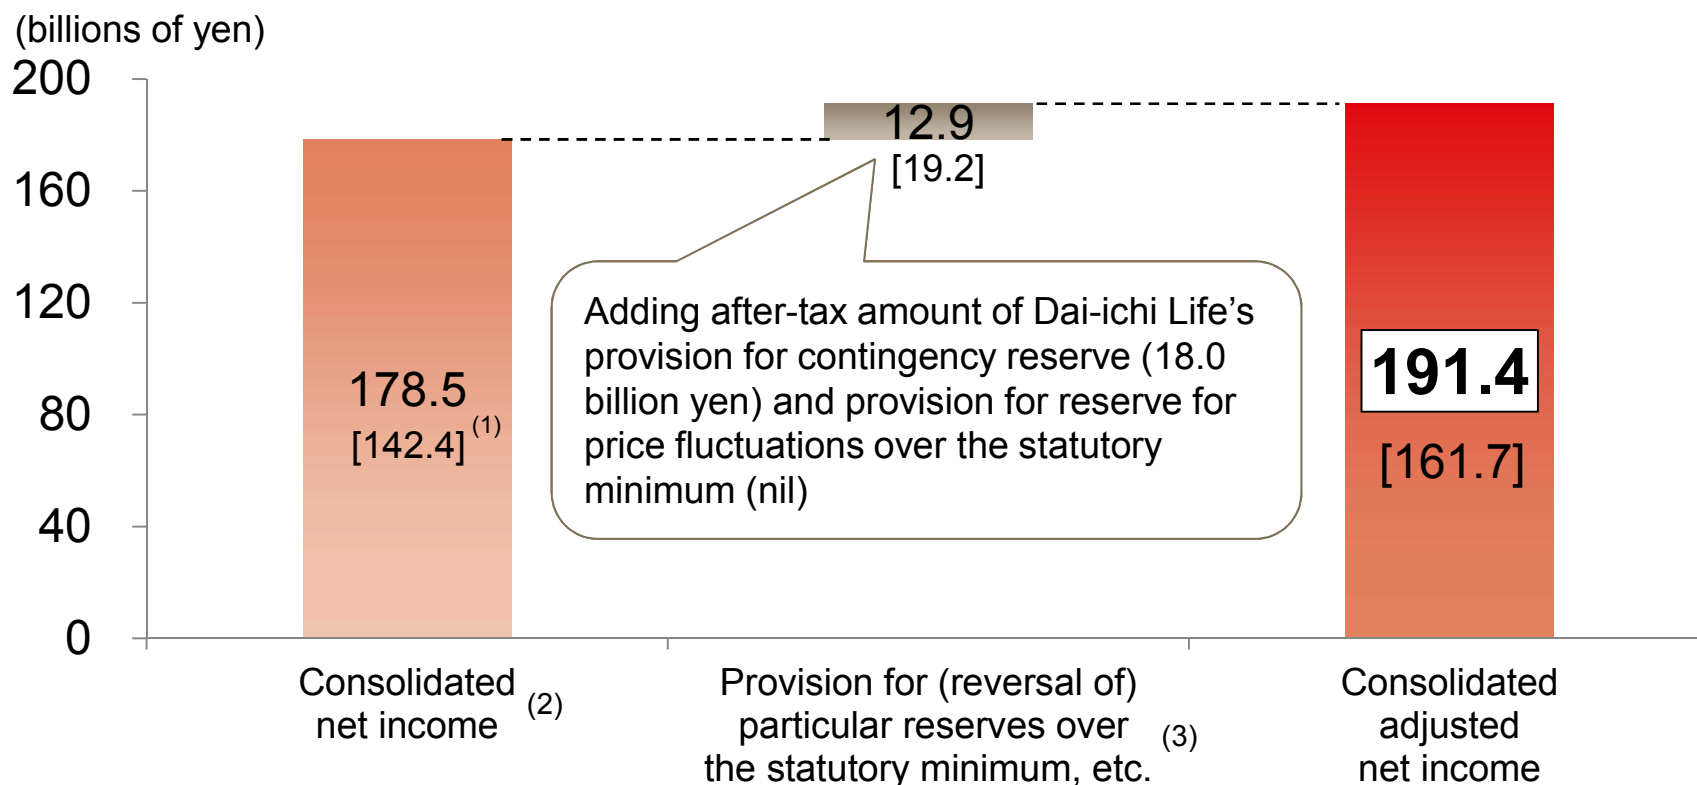 (billions of yen)
200
160
120
80
40
0
178.5
[142.4] (1)
12.9
[19.2]
Adding after-tax amount of Dai-ichi Life’s
provision for contingency reserve (18.0
billion yen) and provision for reserve for
price fluctuations over the statutory
minimum (nil)
191.4
[161.7]
Consolidated
net income (2)
Provision for (reversal of)
particular reserves over
the statutory minimum, etc. (3)
Consolidated
adjusted
net income